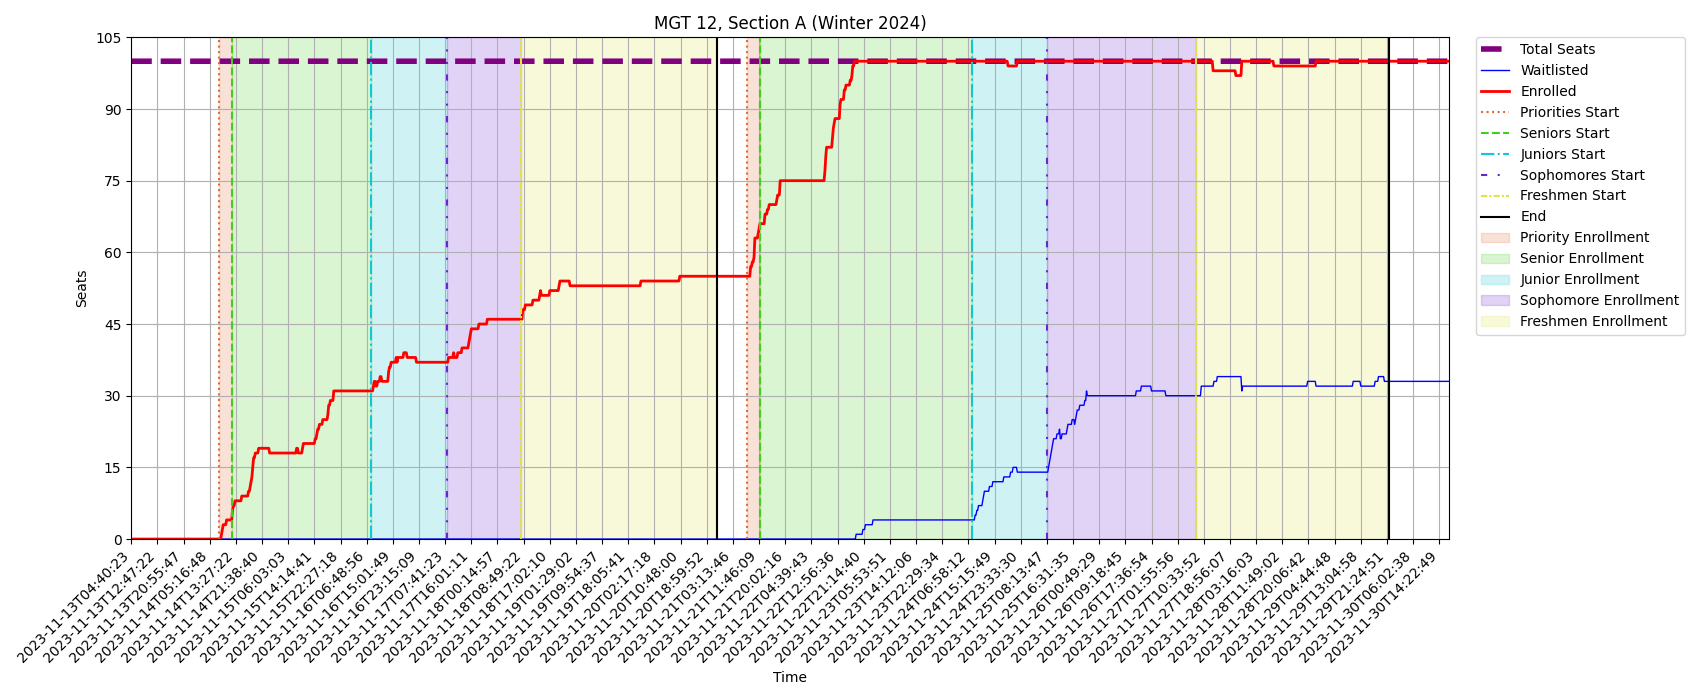 MGT 12, Section A (Winter 2024)
105
90
75
60
45
30
15
0
Seats
2023-11-13T04:40:23
2023-11-13T12:47:22
2023-11-13T20:55:47
2023-11-14T05:16:48
2023-11-14T13:27:22
2023-11-14T21:38:40
2023-11-15T06:03:03
2023-11-15T14:14:41
2023-11-15T22:27:18
2023-11-16T06:48:56
2023-11-16T15:01:49
2023-11-16T23:15:09
2023-11-17T07:41:23
2023-11-17T16:01:11
2023-11-18T00:14:57
2023-11-18T08:49:22
2023-11-18T17:02:10
2023-11-19T01:29:02
2023-11-19T09:54:37
2023-11-19T18:05:41
2023-11-20T02:17:18
2023-11-20T10:48:00
2023-11-20T18:59:52
2023-11-21T03:13:46
2023-11-21T11:46:09
2023-11-21T20:02:16
2023-11-22T04:39:43
2023-11-22T12:56:36
2023-11-22T21:14:40
2023-11-23T05:53:51
2023-11-23T14:12:06
2023-11-23T22:29:34
2023-11-24T06:58:12
2023-11-24T15:15:49
2023-11-24T23:33:30
2023-11-25T08:13:47
2023-11-25T16:31:35
2023-11-26T00:49:29
2023-11-26T09:18:45
2023-11-26T17:36:54
2023-11-27T01:55:56
2023-11-27T10:33:52
2023-11-27T18:56:07
2023-11-28T03:16:03
2023-11-28T11:49:02
2023-11-28T20:06:42
2023-11-29T04:44:48
2023-11-29T13:04:58
2023-11-29T21:24:51
2023-11-30T06:02:38
2023-11-30T14:22:49
Time
Total Seats
Waitlisted
Enrolled
Priorities Start
Seniors Start
Juniors Start
Sophomores Start
Freshmen Start
End
Priority Enrollment
Senior Enrollment
Junior Enrollment
Sophomore Enrollment
Freshmen Enrollment